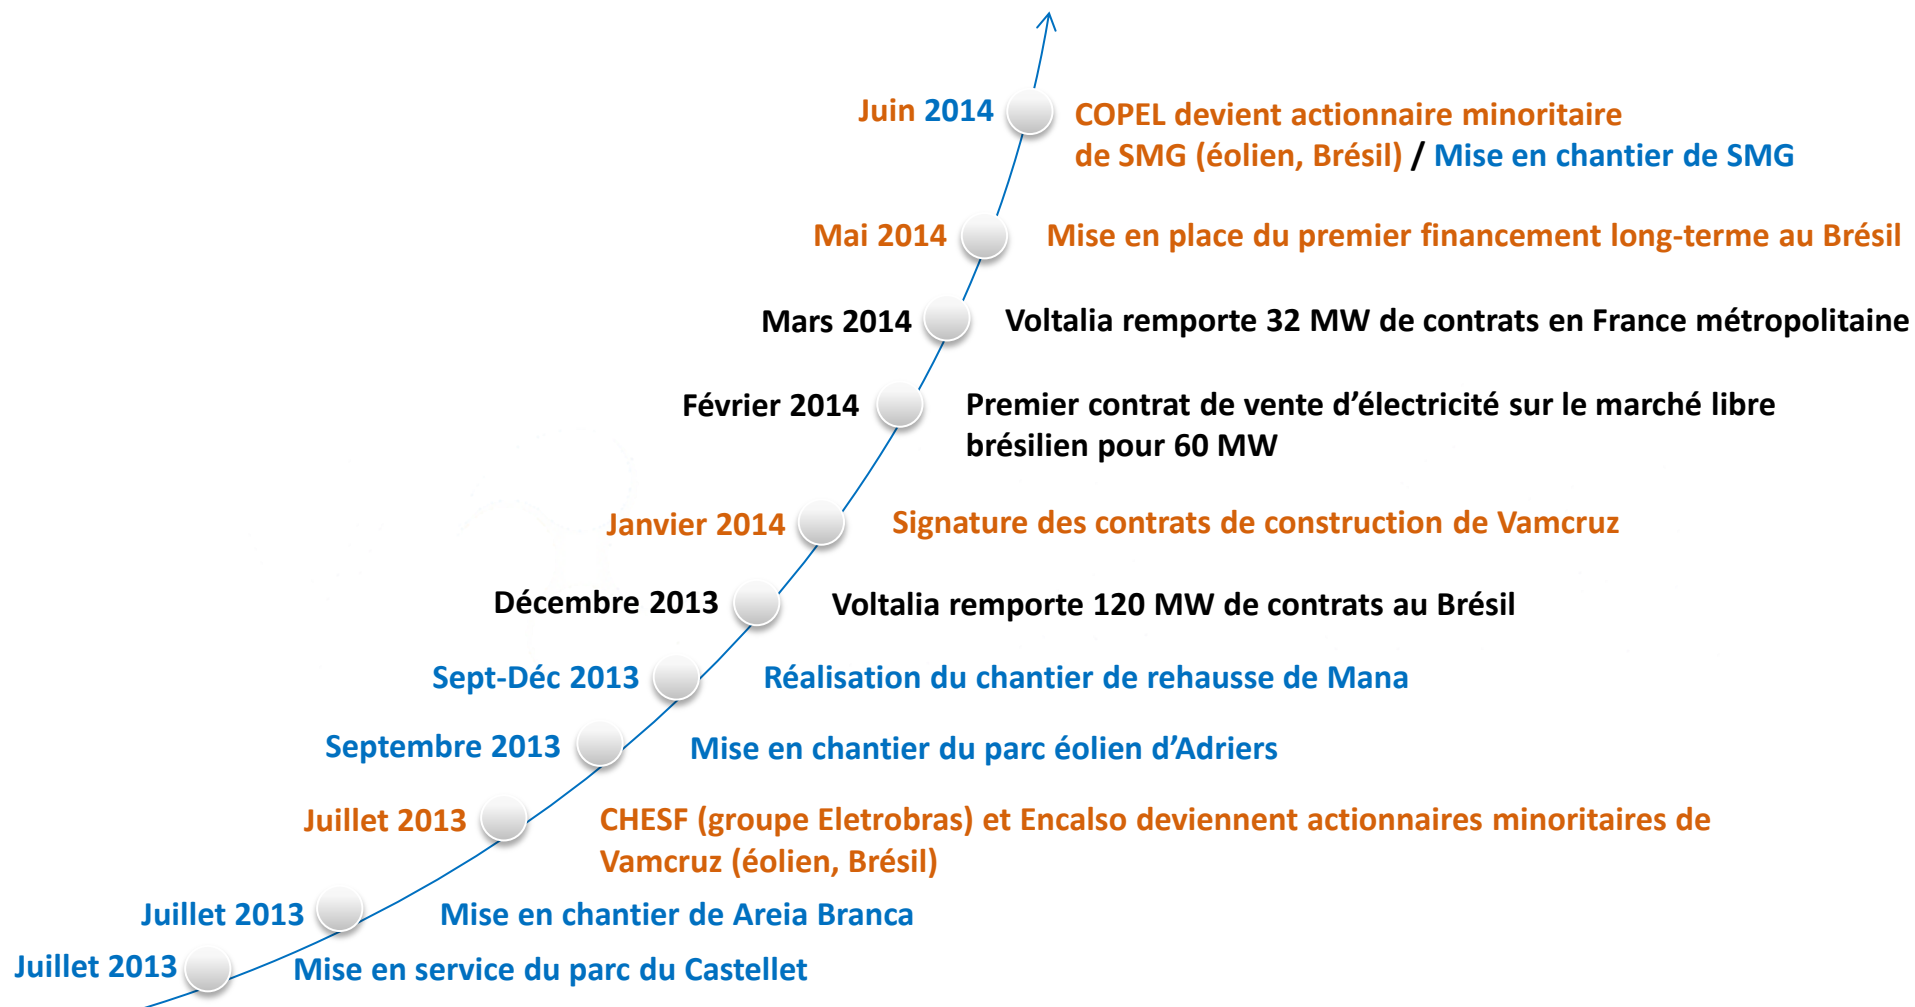 Juin 2014
COPEL devient actionnaire minoritaire
de SMG (éolien, Brésil) / Mise en chantier de SMG
Mai 2014
Mise en place du premier financement long-terme au Brésil
Mars 2014
Voltalia remporte 32 MW de contrats en France métropolitaine
Février 2014
Premier contrat de vente d’électricité sur le marché libre
brésilien pour 60 MW
Janvier 2014
Signature des contrats de construction de Vamcruz
Décembre 2013
Voltalia remporte 120 MW de contrats au Brésil
Sept-Déc 2013
Réalisation du chantier de rehausse de Mana
Septembre 2013
Mise en chantier du parc éolien d’Adriers
Juillet 2013
CHESF (groupe Eletrobras) et Encalso deviennent actionnaires minoritaires de
Vamcruz (éolien, Brésil)
Juillet 2013
Mise en chantier de Areia Branca
Juillet 2013
Mise en service du parc du Castellet